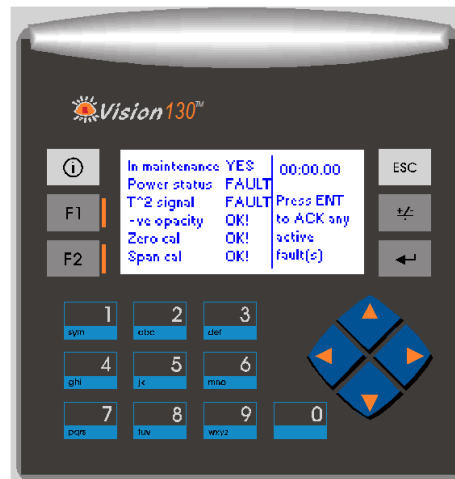 Vision130™
In maintenance YES
Power status FAULT
T^2 signal FAULT
-ve opacity OK!
Zero cal OK!
Span cal OK!
00:00.00
Press ENT
to ACK any
active
fault(s)
i
ESC
F1
+/-
F2
1
sym
2
abc
3
def
4
ghi
5
jk
6
mno
7
pqrs
8
tuv
9
wxyz
0